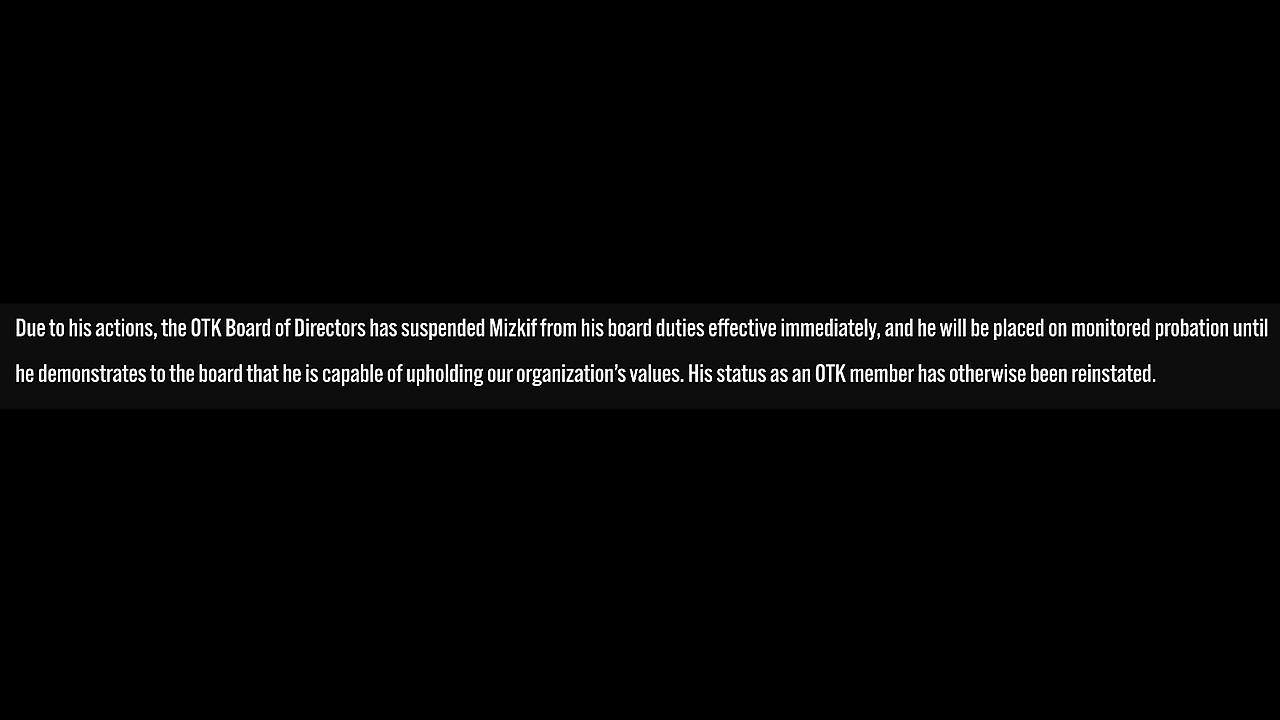 Due to his actions, the OTK Board of Directors has suspended Mizkif from his board duties effective immediately, and he will be placed on monitored probation until
he demonstrates to the board that he is capable of upholding our organization’s values. His status as an OTK member has otherwise been reinstated.